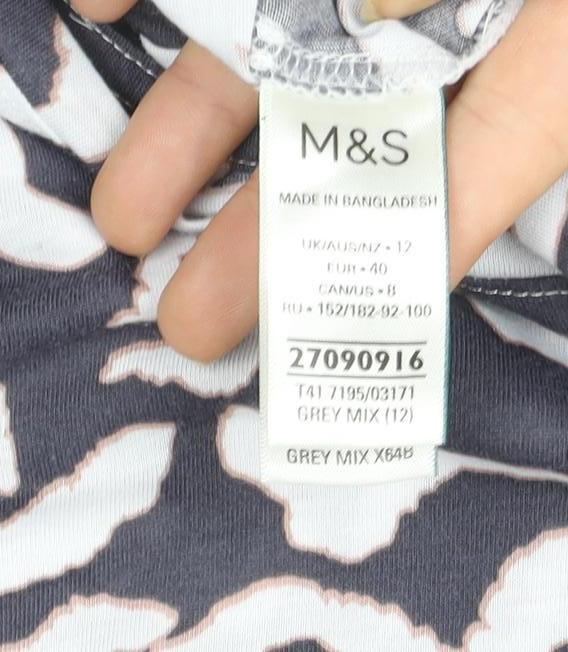 M&S
MADE IN BANGLADESH
UK/AUS/NZ • 12
EUR • 40
CAN/US • 8
RU • 152/182-92-100
27090916
T41 7195/03171
GREY MIX (12)
GREY MIX X64B